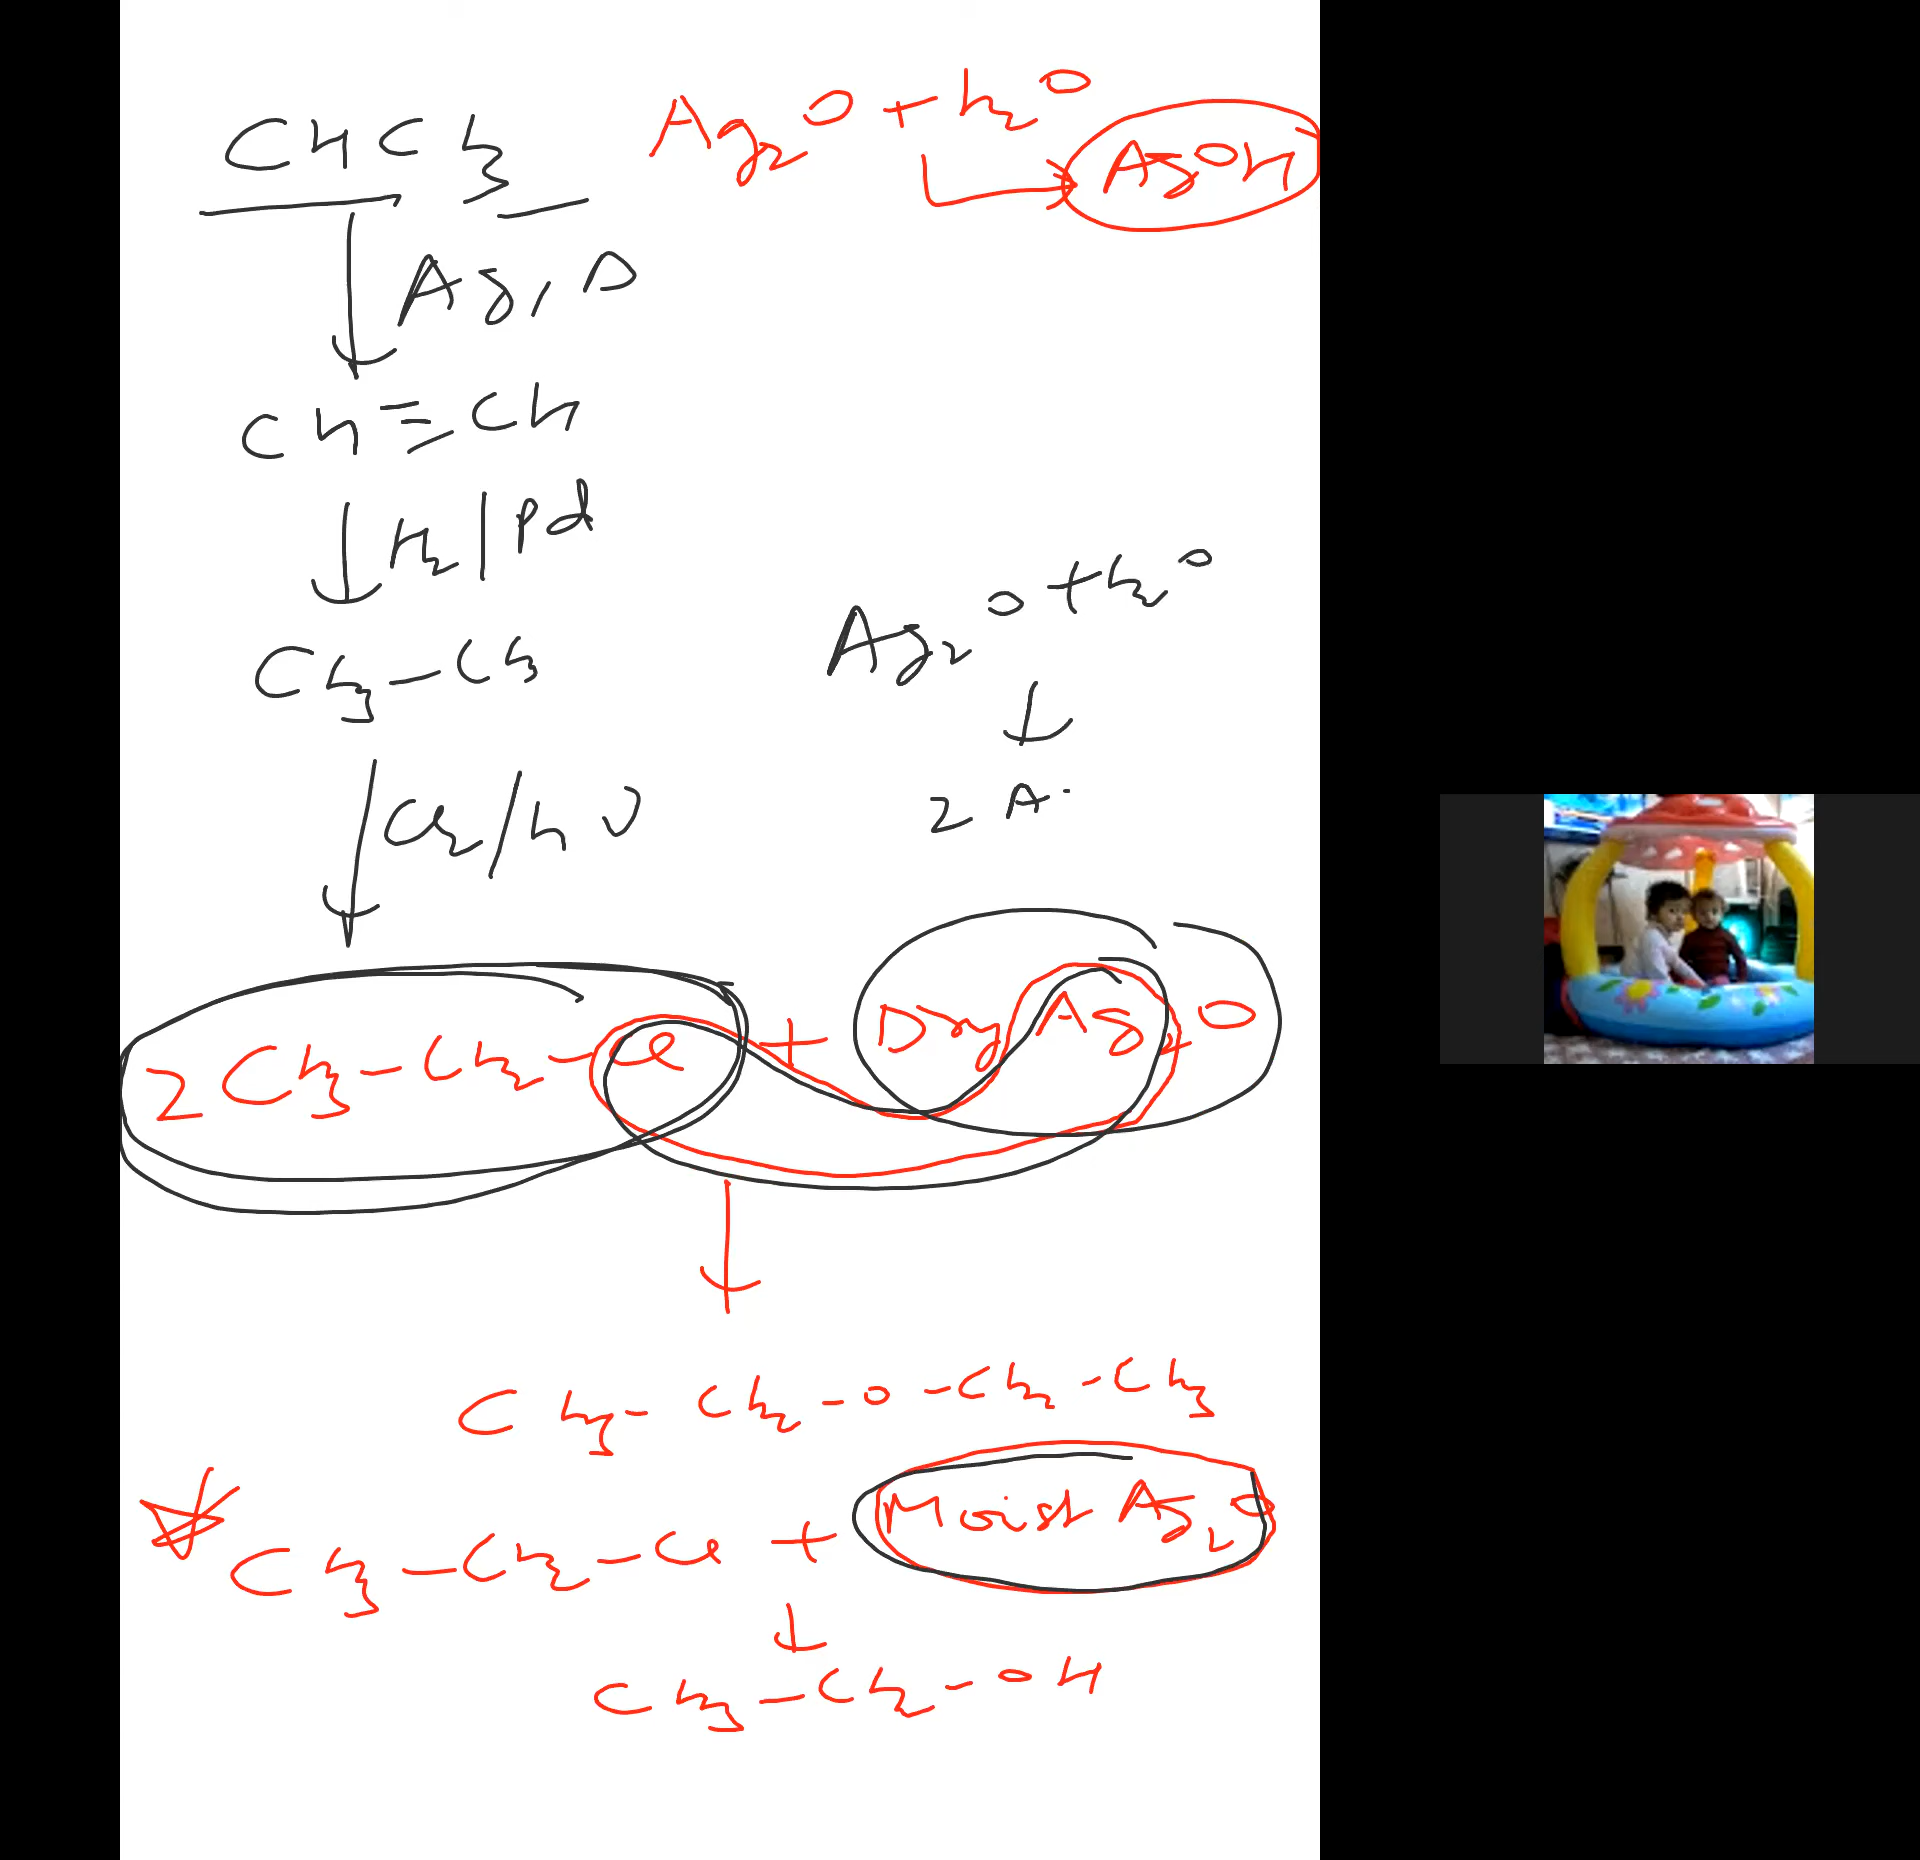 CHCl3
Ag2O + H2O
AgOH
Ag, Δ
CH≡CH
H2/Pd
CH3-CH3
Ag2O + H2O
Cl2/hν
2 A
2 CH3-CH2-Cl + Dry Ag2O
CH3-CH2-O-CH2-CH3
CH3-CH2-Cl + Moist Ag2O
CH3-CH2-OH